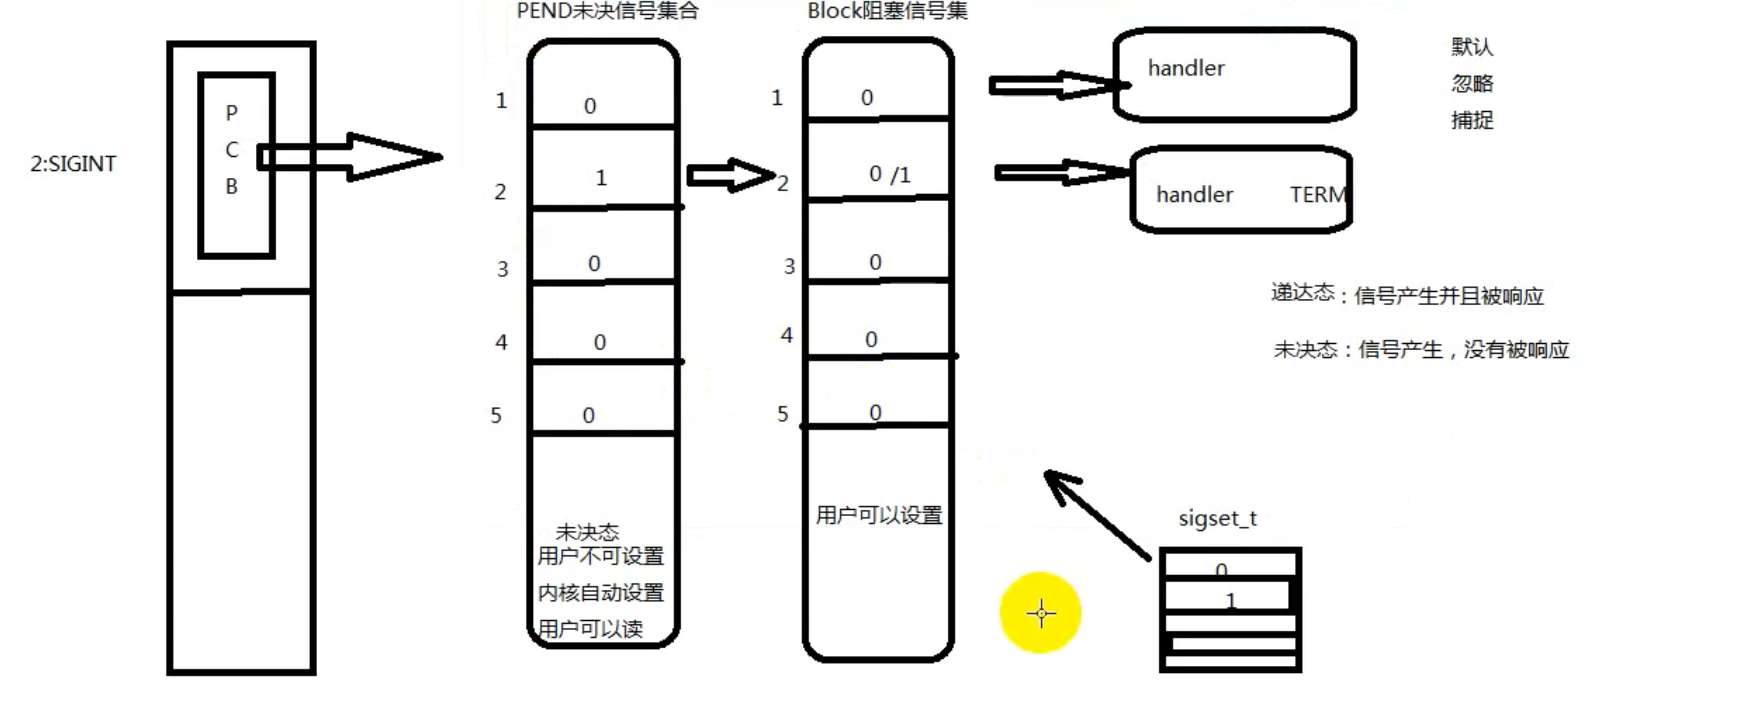 PEND未决信号集合
Block阻塞信号集
2:SIGINT
P
C
B
1
0
2
1
3
0
4
0
5
0
未决态
用户不可设置
内核自动设置
用户可以读
1
0
2
0 /1
3
0
4
0
5
0
用户可以设置
handler
handler TERM
默认
忽略
捕捉
递达态：信号产生并且被响应
未决态：信号产生，没有被响应
sigset_t
0
1